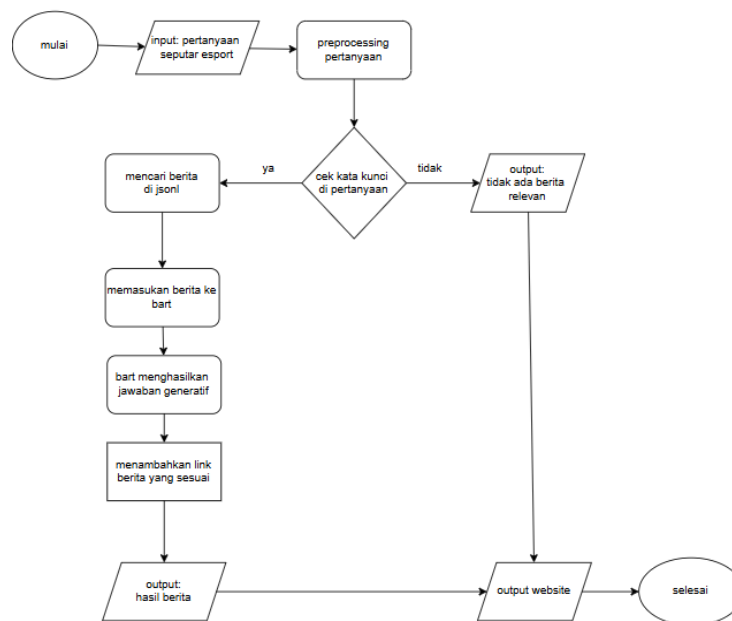 mulai
input: pertanyaan
seputar esport
preprocessing
pertanyaan
cek kata kunci
di pertanyaan
ya
tidak
mencari berita
di jsonl
output:
tidak ada berita
relevan
memasukan berita ke
bart
bart menghasilkan
jawaban generatif
menambahkan link
berita yang sesuai
output:
hasil berita
output website
selesai